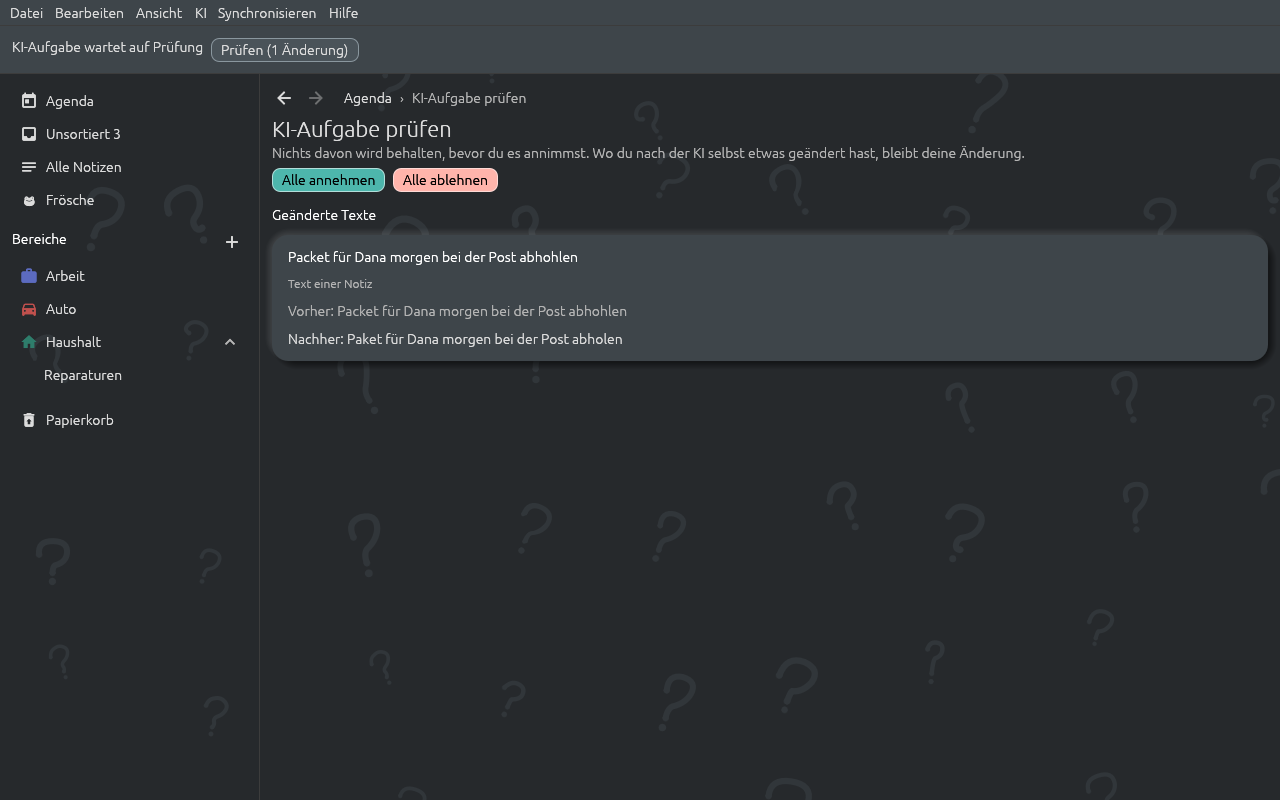 Datei Bearbeiten Ansicht KI Synchronisieren Hilfe
KI-Aufgabe wartet auf Prüfung Prüfen (1 Änderung)
Agenda
Unsortiert 3
Alle Notizen
Frösche
Bereiche
Arbeit
Auto
Haushalt
Reparaturen
Papierkorb
Agenda › KI-Aufgabe prüfen
KI-Aufgabe prüfen
Nichts davon wird behalten, bevor du es annimmst. Wo du nach der KI selbst etwas geändert hast, bleibt deine Änderung.
Alle annehmen Alle ablehnen
Geänderte Texte
Packet für Dana morgen bei der Post abhohlen
Text einer Notiz
Vorher: Packet für Dana morgen bei der Post abhohlen
Nachher: Paket für Dana morgen bei der Post abholen